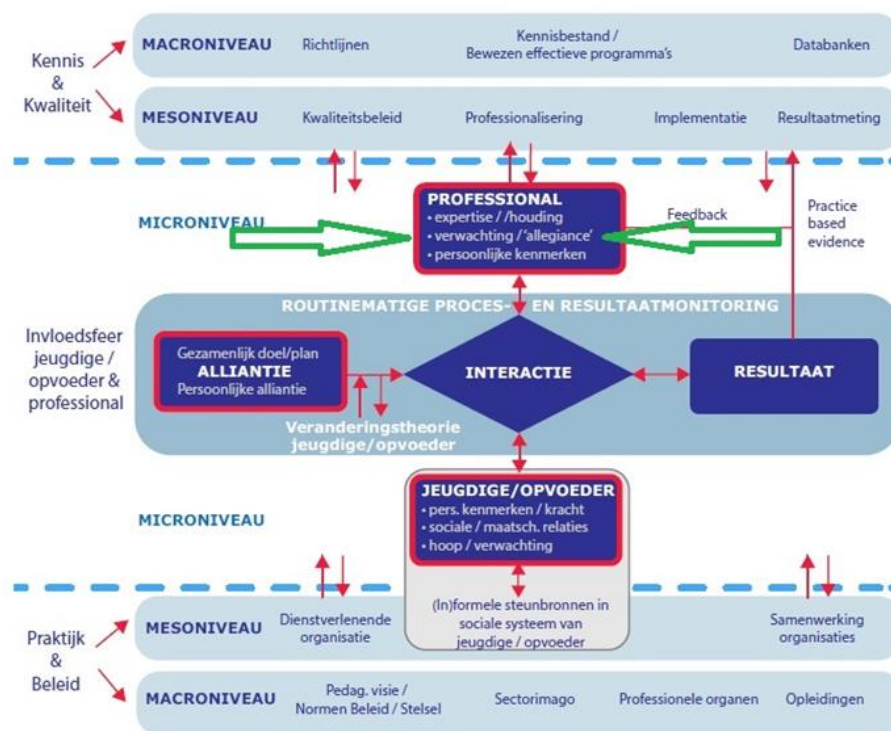 MACRONIVEAU
Richtlijnen
Kennisbestand /
Bewezen effectieve programma's
Databanken
Kennis
&
Kwaliteit
MESONIVEAU
Kwaliteitsbeleid
Professionalisering
Implementatie
Resultaatmeting
MICRONIVEAU
PROFESSIONAL
• expertise / /houding
• verwachting /'allegiance'
• persoonlijke kenmerken
Feedback
Practice
based
evidence
ROUTINEMATIGE PROCES- EN RESULTAATMONITORING
Invloedsfeer
jeugdige /
opvoeder &
professional
Gezamenlijk doel/plan
ALLIANTIE
Persoonlijke alliantie
INTERACTIE
RESULTAAT
Veranderingstheorie
jeugdige/opvoeder
MICRONIVEAU
JEUGDIGE/OPVOEDER
• pers. kenmerken / kracht
• sociale / maatsch. relaties
• hoop / verwachting
(In)formele steunbronnen in
sociale systeem van
jeugdige / opvoeder
Praktijk
&
Beleid
MESONIVEAU
Dienstverlenende
organisatie
Samenwerking
organisaties
MACRONIVEAU
Pedag. visie /
Normen Beleid / Stelsel
Sectorimago
Professionele organen
Opleidingen